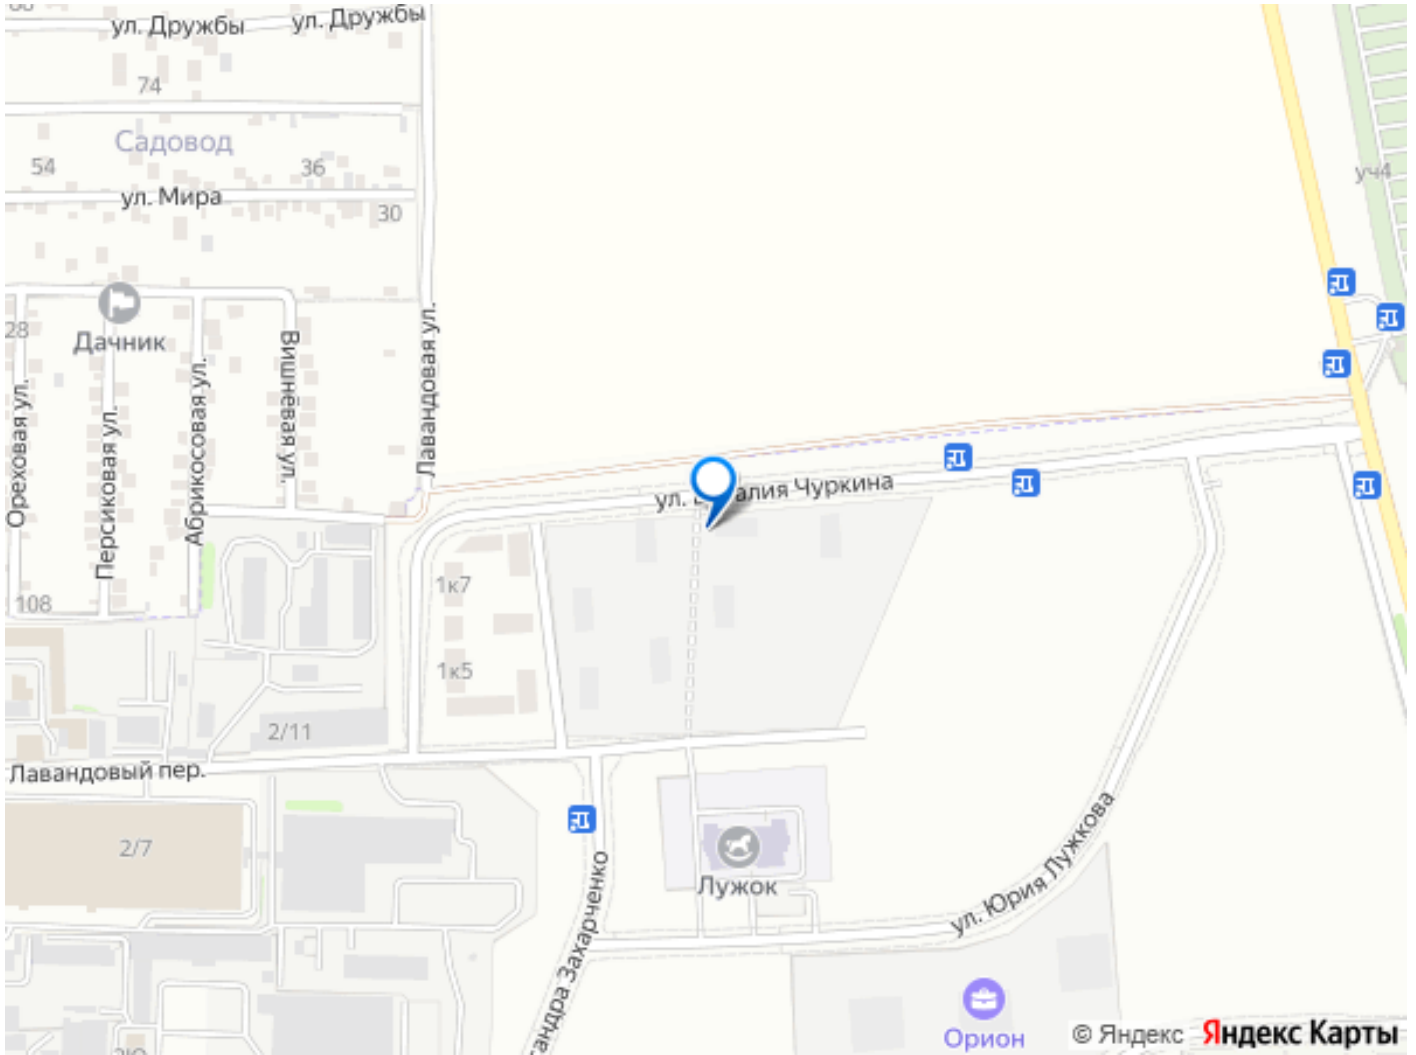 ул. Дружбы
ул. Дружбы
74
Садовод
54
36
ул. Мира
30
уч4
28
Дачник
Ореховая ул.
Персиковая ул.
Абрикосовая ул.
Вишнёвая ул.
Лавандовая ул.
ул. талия Чуркина
108
1к7
1к5
2/11
Лавандовый пер.
2/7
Лужок
ул. Юрия Лужкова
андра Захарченко
Орион
© Яндекс Яндекс Карты